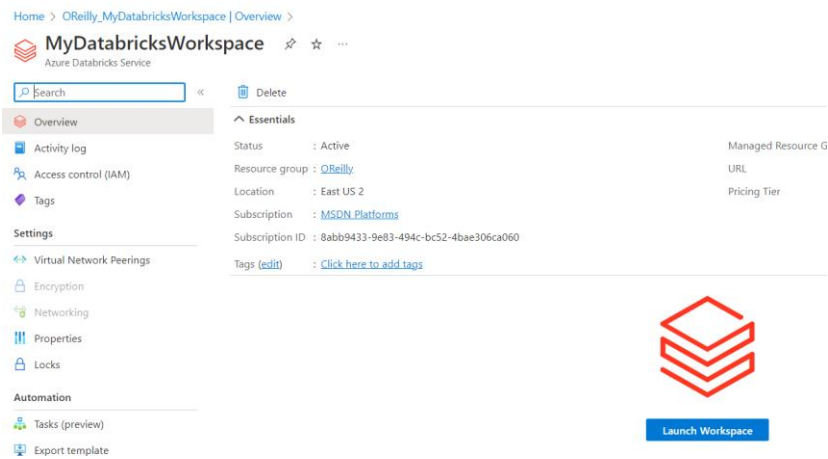 Home > OReilly_MyDatabricksWorkspace | Overview >
MyDatabricksWorkspace
Azure Databricks Service
Search
Delete
Overview
Activity log
Access control (IAM)
Tags
Settings
Virtual Network Peerings
Encryption
Networking
Properties
Locks
Automation
Tasks (preview)
Export template
Essentials
Status : Active
Resource group : OReilly
Location : East US 2
Subscription : MSDN Platforms
Subscription ID : 8abb9433-9e83-494c-bc52-4bae306ca060
Tags (edit) : Click here to add tags
Managed Resource G
URL
Pricing Tier
Launch Workspace